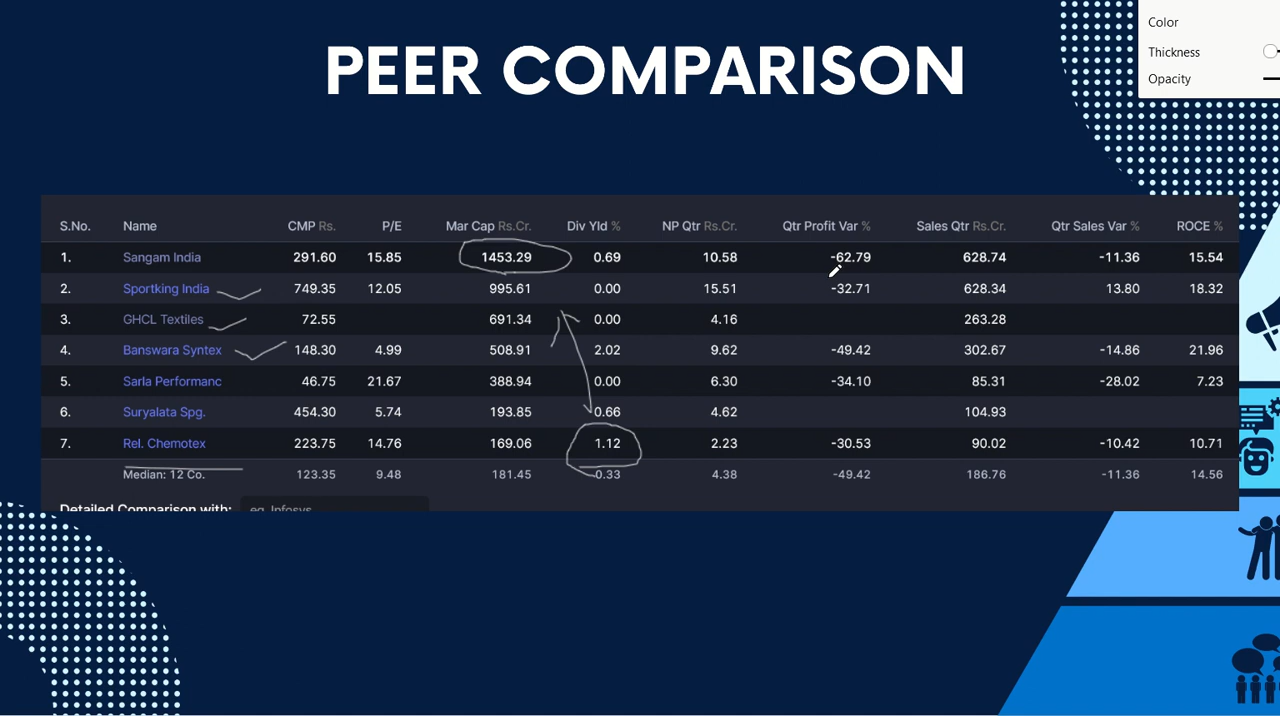 Color
Thickness
Opacity
PEER COMPARISON
S.No. Name CMP Rs. P/E Mar Cap Rs.Cr. Div Yld % NP Qtr Rs.Cr. Qtr Profit Var % Sales Qtr Rs.Cr. Qtr Sales Var % ROCE %
1. Sangam India 291.60 15.85 1453.29 0.69 10.58 -62.79 628.74 -11.36 15.54
2. Sportking India 749.35 12.05 995.61 0.00 15.51 -32.71 628.34 13.80 18.32
3. GHCL Textiles 72.55 691.34 0.00 4.16 263.28
4. Banswara Syntex 148.30 4.99 508.91 2.02 9.62 -49.42 302.67 -14.86 21.96
5. Sarla Performanc 46.75 21.67 388.94 0.00 6.30 -34.10 85.31 -28.02 7.23
6. Suryalata Spg. 454.30 5.74 193.85 0.66 4.62 104.93
7. Rel. Chemotex 223.75 14.76 169.06 1.12 2.23 -30.53 90.02 -10.42 10.71
Median: 12 Co. 123.35 9.48 181.45 0.33 4.38 -49.42 186.76 -11.36 14.56
Detailed Comparison with: eg. Infosys